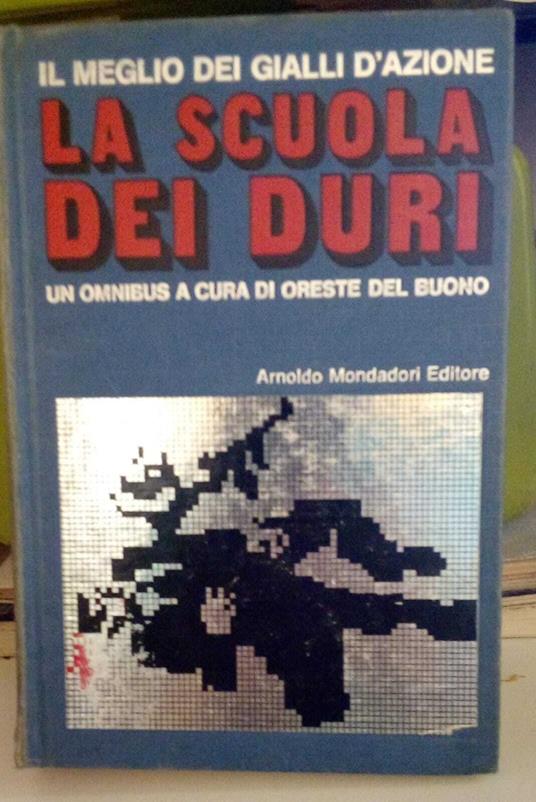 IL MEGLIO DEI GIALLI D'AZIONE
LA SCUOLA
DEI DURI
UN OMNIBUS A CURA DI ORESTE DEL BUONO
Arnoldo Mondadori Editore